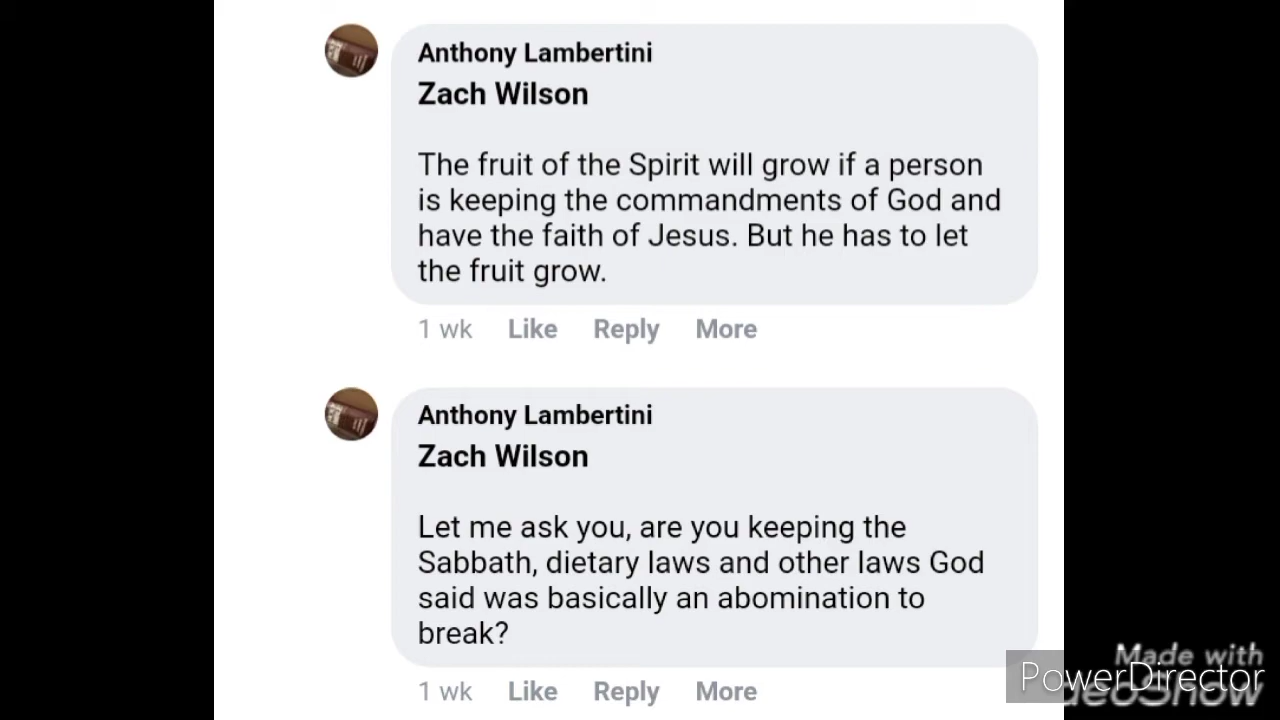 Anthony Lambertini
Zach Wilson
The fruit of the Spirit will grow if a person
is keeping the commandments of God and
have the faith of Jesus. But he has to let
the fruit grow.
1 wk Like Reply More
Anthony Lambertini
Zach Wilson
Let me ask you, are you keeping the
Sabbath, dietary laws and other laws God
said was basically an abomination to
break?
1 wk Like Reply More
Made with
PowerDirector